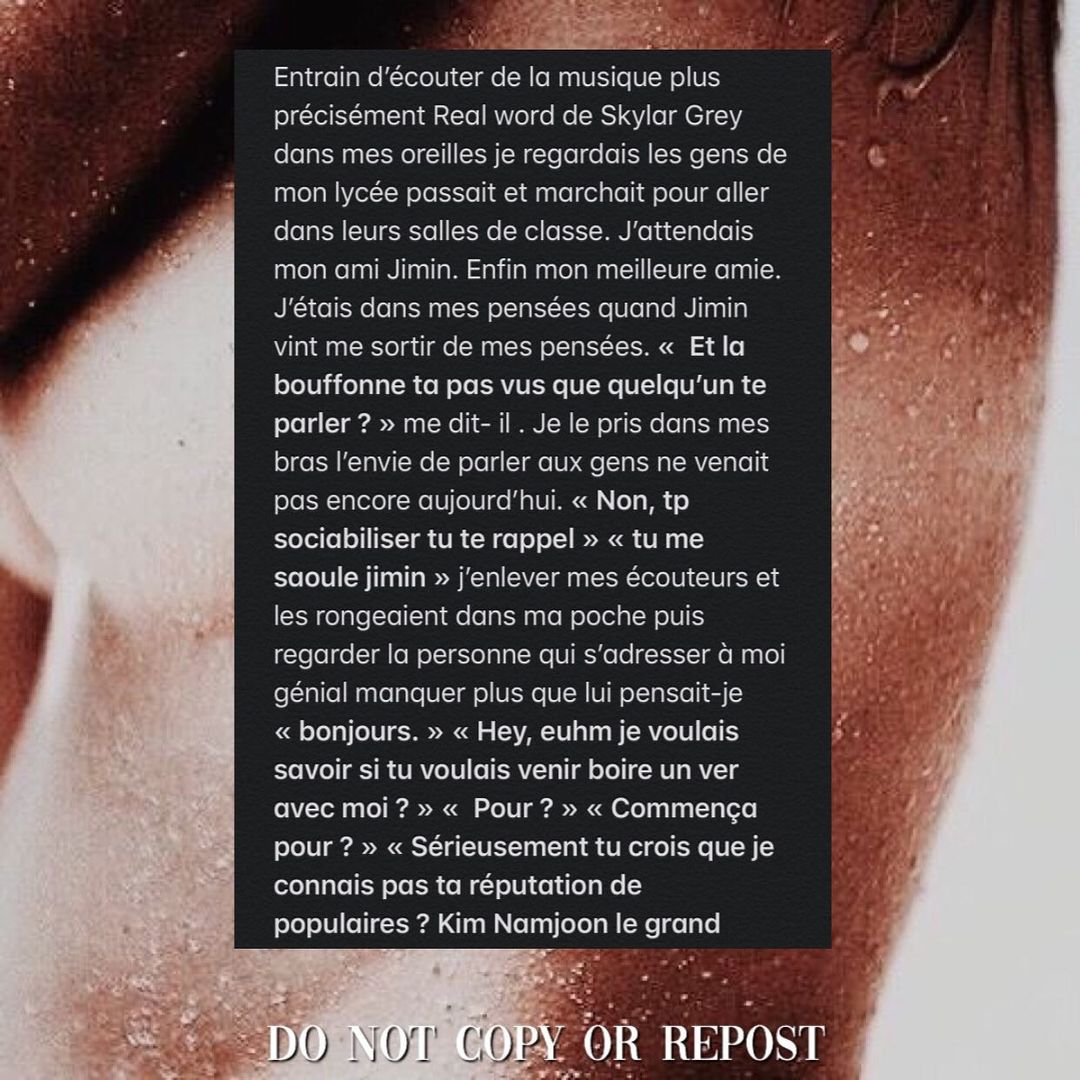 Entrain d’écouter de la musique plus
précisément Real word de Skylar Grey
dans mes oreilles je regardais les gens de
mon lycée passait et marchait pour aller
dans leurs salles de classe. J’attendais
mon ami Jimin. Enfin mon meilleure amie.
J’étais dans mes pensées quand Jimin
vint me sortir de mes pensées. «  Et la
bouffonne ta pas vus que quelqu’un te
parler ? » me dit- il . Je le pris dans mes
bras l’envie de parler aux gens ne venait
pas encore aujourd’hui. « Non, tp
sociabiliser tu te rappel » « tu me
saoule jimin » j’enlever mes écouteurs et
les rongeaient dans ma poche puis
regarder la personne qui s’adresser à moi
génial manquer plus que lui pensait-je
« bonjours. » « Hey, euhm je voulais
savoir si tu voulais venir boire un ver
avec moi ? » «  Pour ? » « Commença
pour ? » « Sérieusement tu crois que je
connais pas ta réputation de
populaires ? Kim Namjoon le grand
DO NOT COPY OR REPOST